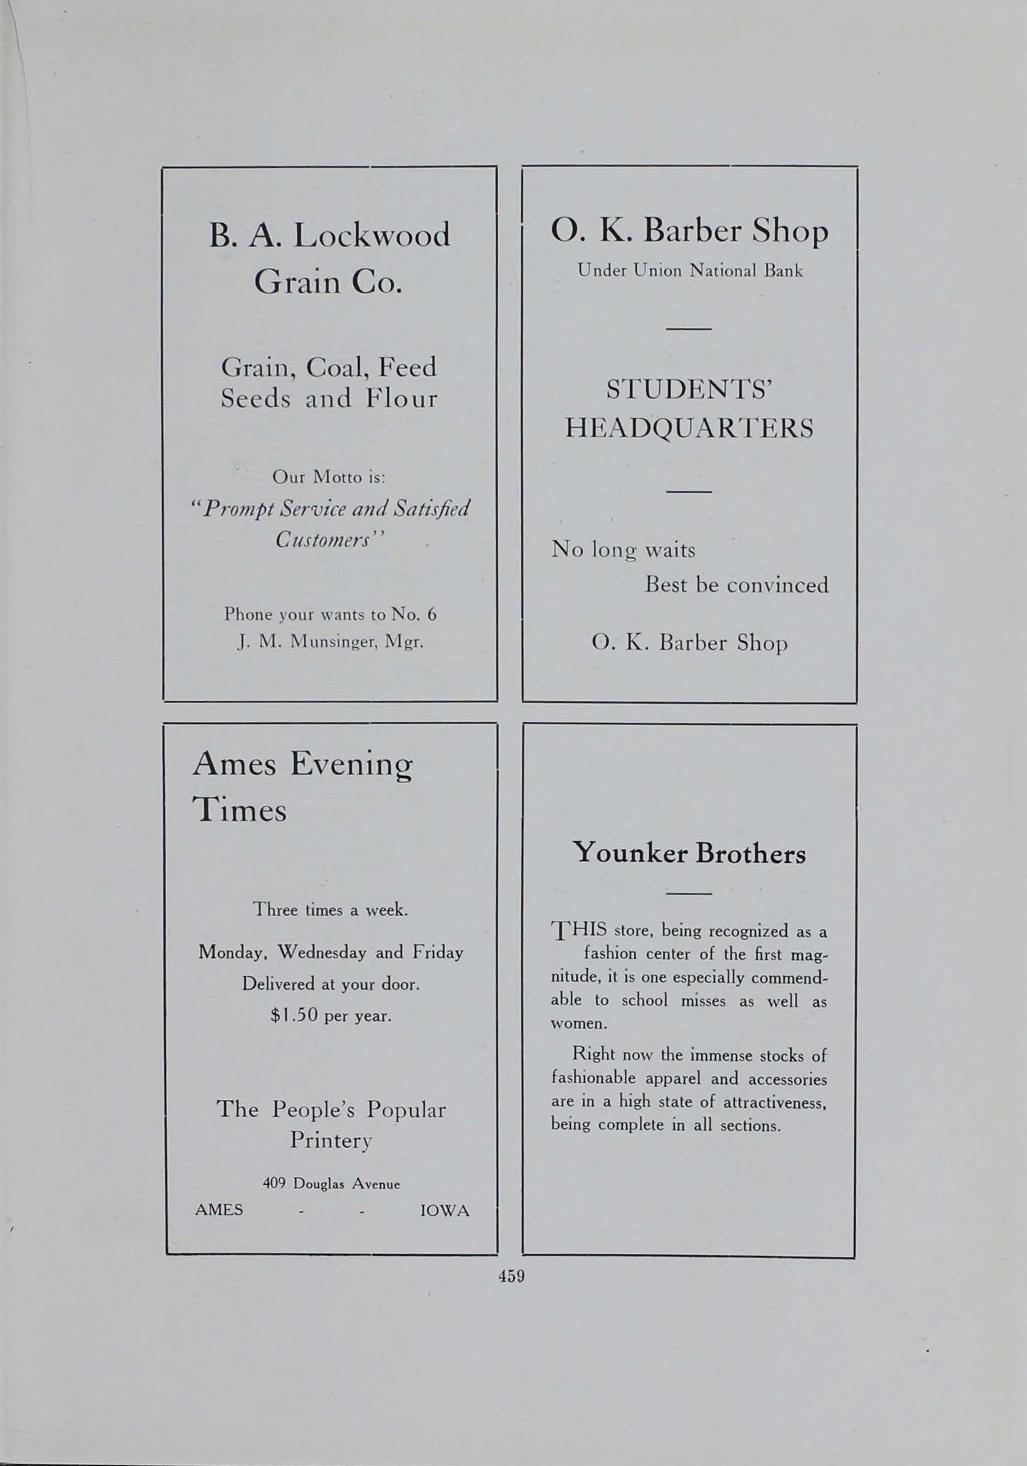 B. A. Lockwood
Grain Co.
Grain, Coal, Feed
Seeds and Flour
Our Motto is:
“Prompt Service and Satisfied
Customers’’
Phone your wants to No. 6
J. M. Munsinger, Mgr.
O. K. Barber Shop
Under Union National Bank
STUDENTS’
HEADQUARTERS
No long waits
Best be convinced
O. K. Barber Shop
Ames Evening
Times
Three times a week.
Monday, Wednesday and Friday
Delivered at your door.
$1.50 per year.
The People’s Popular
Printery
409 Douglas Avenue
AMES - - IOWA
Younker Brothers
THIS store, being recognized as a
fashion center of the first mag-
nitude, it is one especially commend-
able to school misses as well as
women.
Right now the immense stocks of
fashionable apparel and accessories
are in a high state of attractiveness,
being complete in all sections.
459